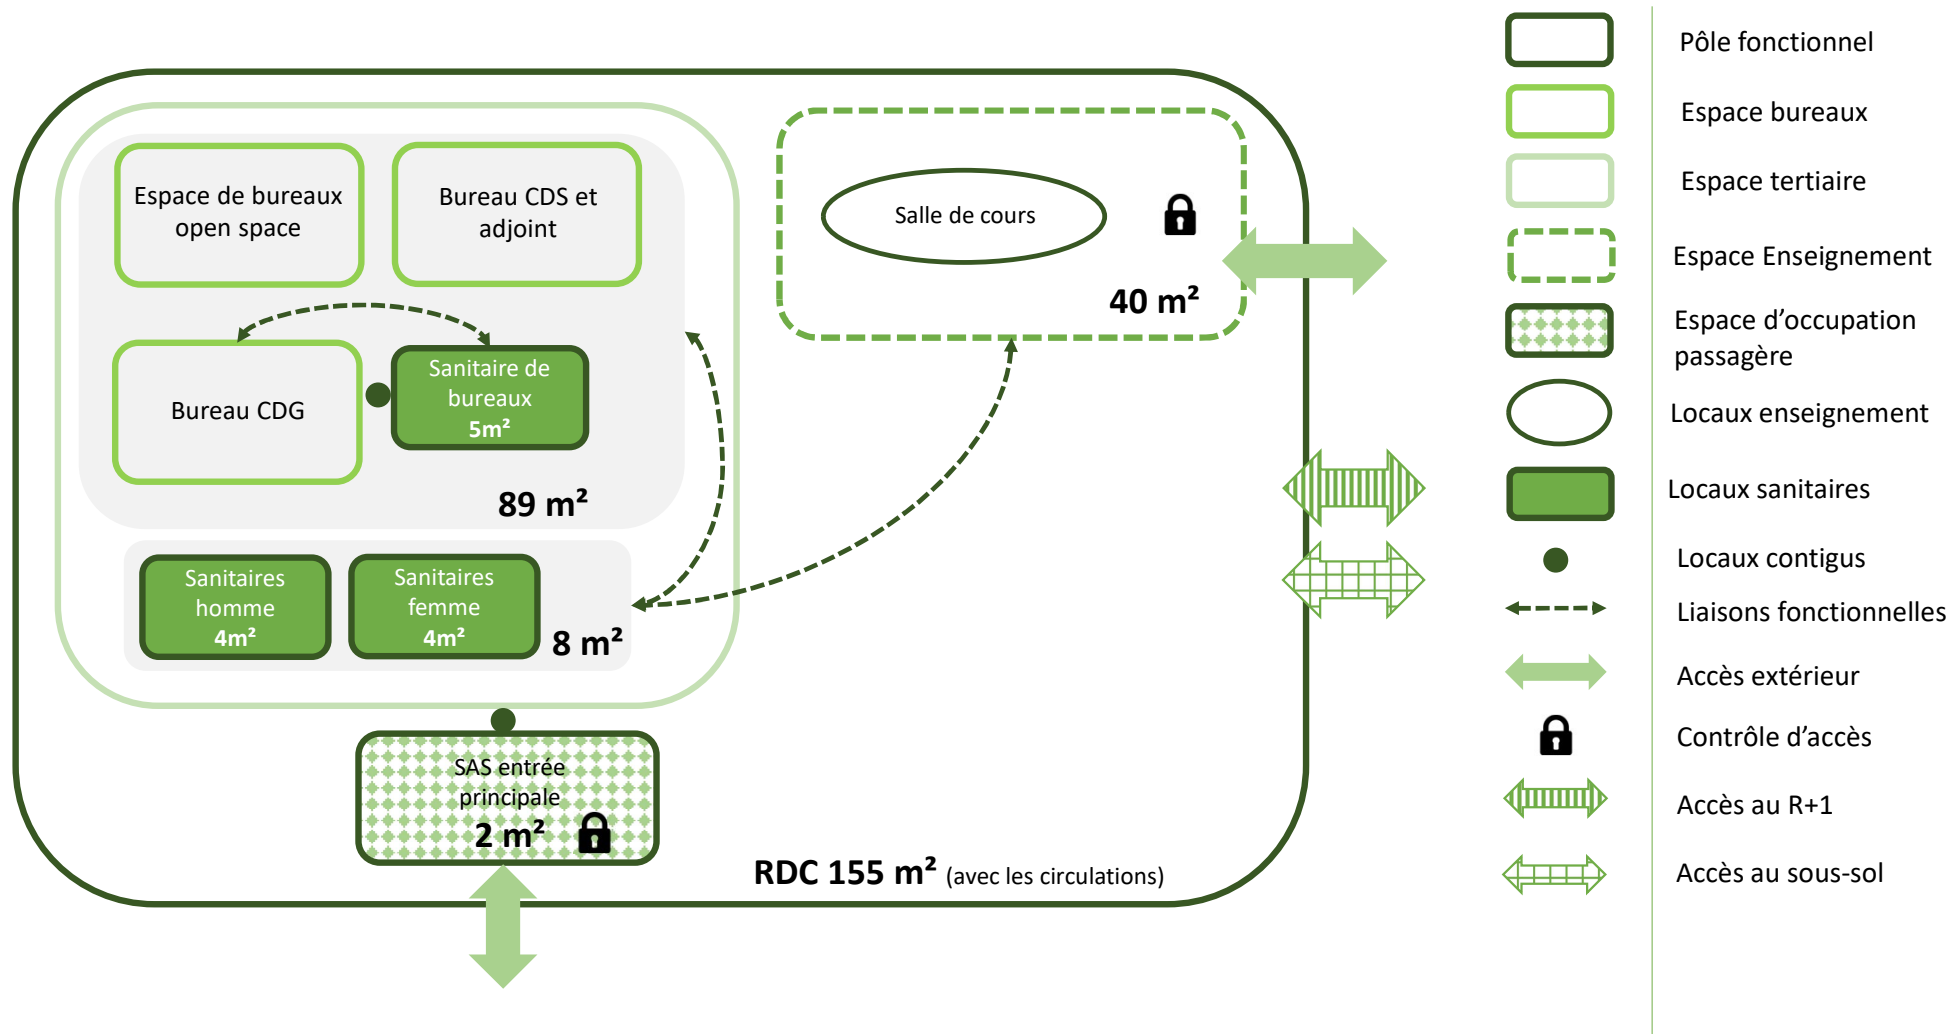 Espace de bureaux
open space
Bureau CDS et
adjoint
Bureau CDG
Sanitaire de
bureaux
5m²
89 m²
Sanitaires
homme
4m²
Sanitaires
femme
4m²
8 m²
SAS entrée
principale
2 m²
Salle de cours
40 m²
RDC 155 m² (avec les circulations)
Pôle fonctionnel
Espace bureaux
Espace tertiaire
Espace Enseignement
Espace d’occupation
passagère
Locaux enseignement
Locaux sanitaires
Locaux contigus
Liaisons fonctionnelles
Accès extérieur
Contrôle d’accès
Accès au R+1
Accès au sous-sol